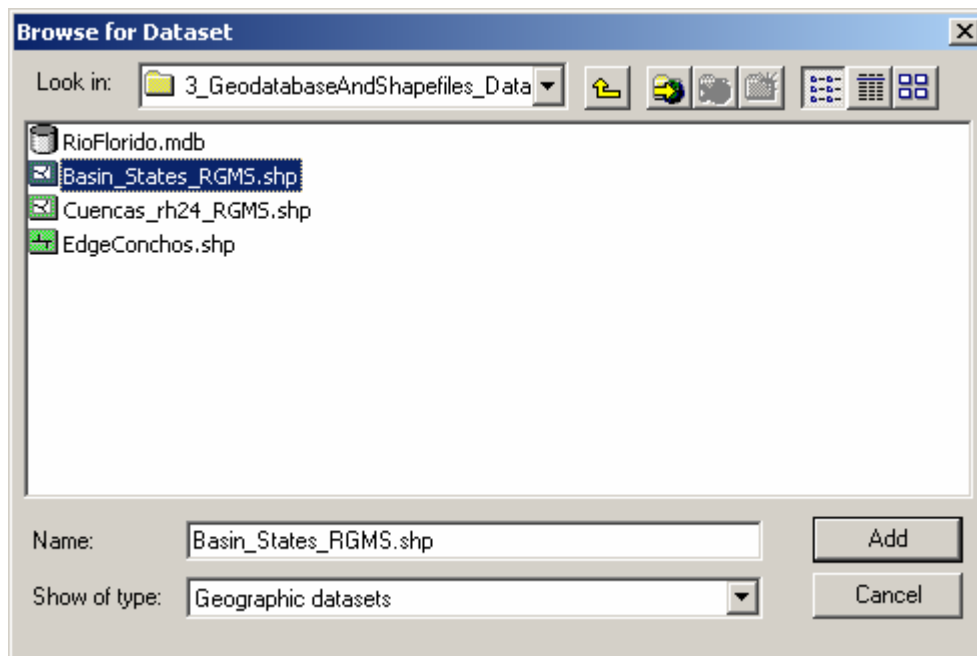 Browse for Dataset
Look in: 3_GeodatabaseAndShapefiles_Data
RioFlorido.mdb
Basin_States_RGMS.shp
Cuencas_rh24_RGMS.shp
EdgeConchos.shp
Name: Basin_States_RGMS.shp Add
Show of type: Geographic datasets Cancel